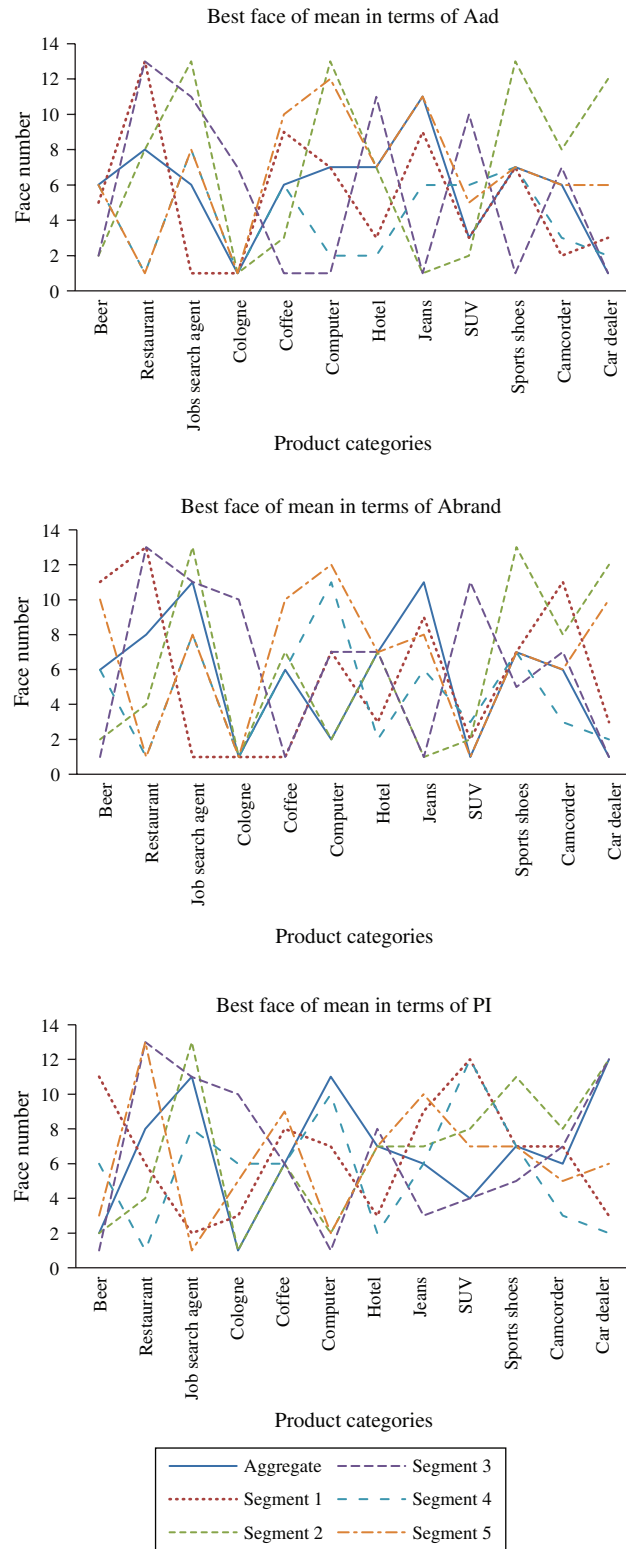 Best face of mean in terms of Aad
14
12
10
8
6
4
2
0
Face number
Beer
Restaurant
Jobs search agent
Cologne
Coffee
Computer
Hotel
Jeans
SUV
Sports shoes
Camcorder
Car dealer
Product categories
Best face of mean in terms of Abrand
14
12
10
8
6
4
2
0
Face number
Beer
Restaurant
Job search agent
Cologne
Coffee
Computer
Hotel
Jeans
SUV
Sports shoes
Camcorder
Car dealer
Product categories
Best face of mean in terms of PI
14
12
10
8
6
4
2
0
Face number
Beer
Restaurant
Job search agent
Cologne
Coffee
Computer
Hotel
Jeans
SUV
Sports shoes
Camcorder
Car dealer
Product categories
Aggregate
Segment 3
Segment 1
Segment 4
Segment 2
Segment 5